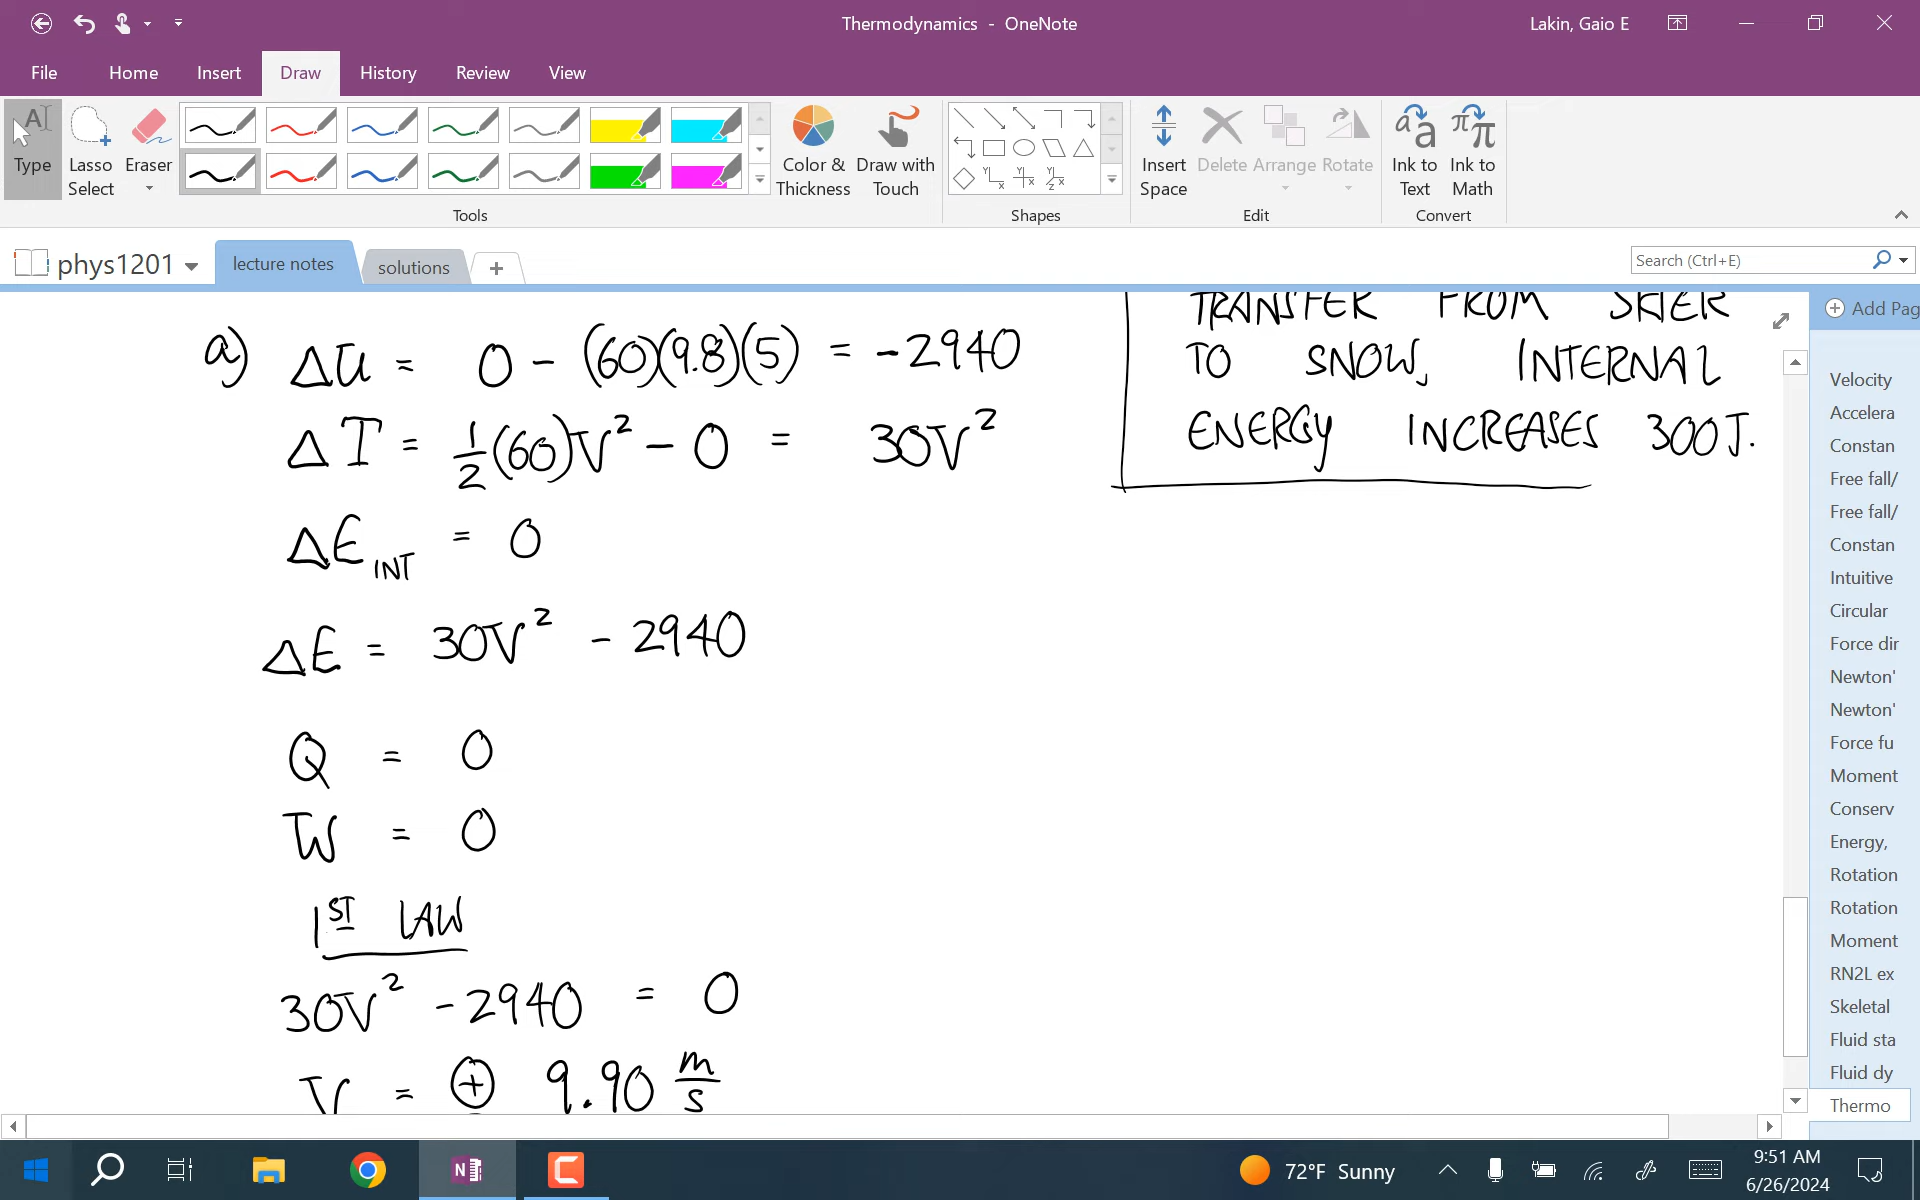 Thermodynamics - OneNote
Lakin, Gaio E
File Home Insert Draw History Review View
Type
Lasso Select
Eraser
Color & Thickness
Draw with Touch
Insert Space
Delete
Arrange
Rotate
Ink to Text
Ink to Math
Tools
Shapes
Edit
Convert
phys1201
lecture notes
solutions
Search (Ctrl+E)
a) ΔU = 0 - (60)(9.8)(5) = -2940
ΔT = 1/2 (60)V² - 0 = 30V²
ΔE INT = 0
ΔE = 30V² - 2940
Q = 0
W = 0
1ST LAW
30V² - 2940 = 0
V = ⊕ 9.90 m/s
TRANSFER FROM SKIER
TO SNOW, INTERNAL
ENERGY INCREASES 300J.
Add Pag
Velocity
Accelera
Constan
Free fall/
Free fall/
Constan
Intuitive
Circular
Force dir
Newton'
Newton'
Force fu
Moment
Conserv
Energy,
Rotation
Rotation
Moment
RN2L ex
Skeletal
Fluid sta
Fluid dy
Thermo
72°F Sunny
9:51 AM
6/26/2024